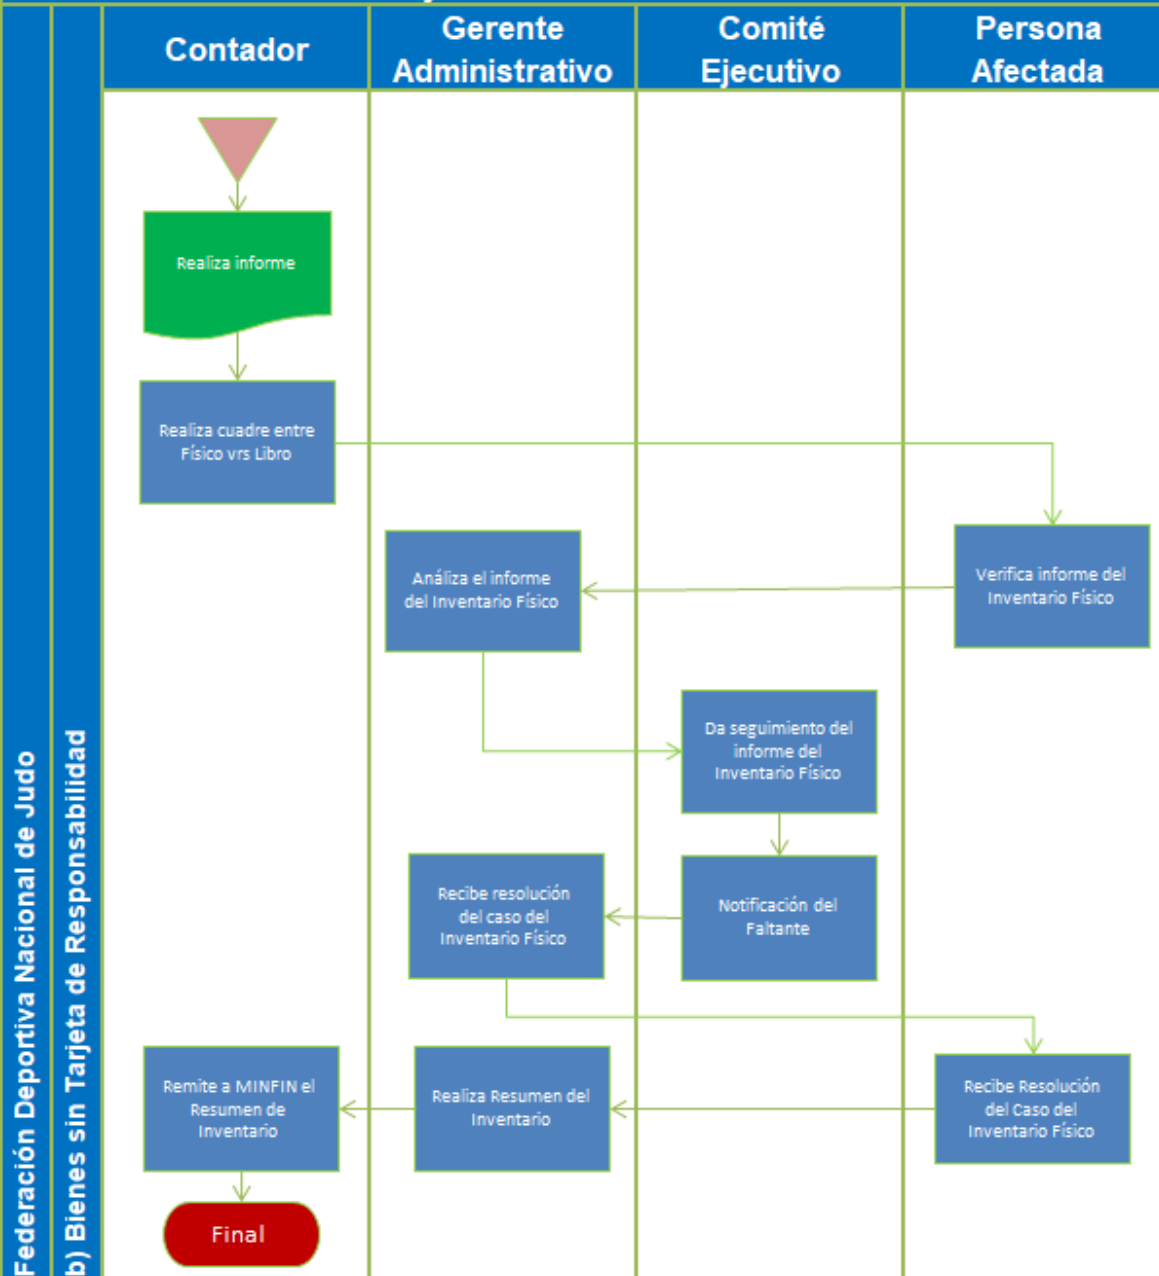 Contador
Gerente
Administrativo
Comité
Ejecutivo
Persona
Afectada
Federación Deportiva Nacional de Judo
b) Bienes sin Tarjeta de Responsabilidad
Realiza informe
Realiza cuadre entre
Físico vrs Libro
Verifica informe del
Inventario Físico
Análiza el informe
del Inventario Físico
Da seguimiento del
informe del
Inventario Físico
Notificación del
Faltante
Recibe resolución
del caso del
Inventario Físico
Recibe Resolución
del Caso del
Inventario Físico
Realiza Resumen del
Inventario
Remite a MINFIN el
Resumen de
Inventario
Final